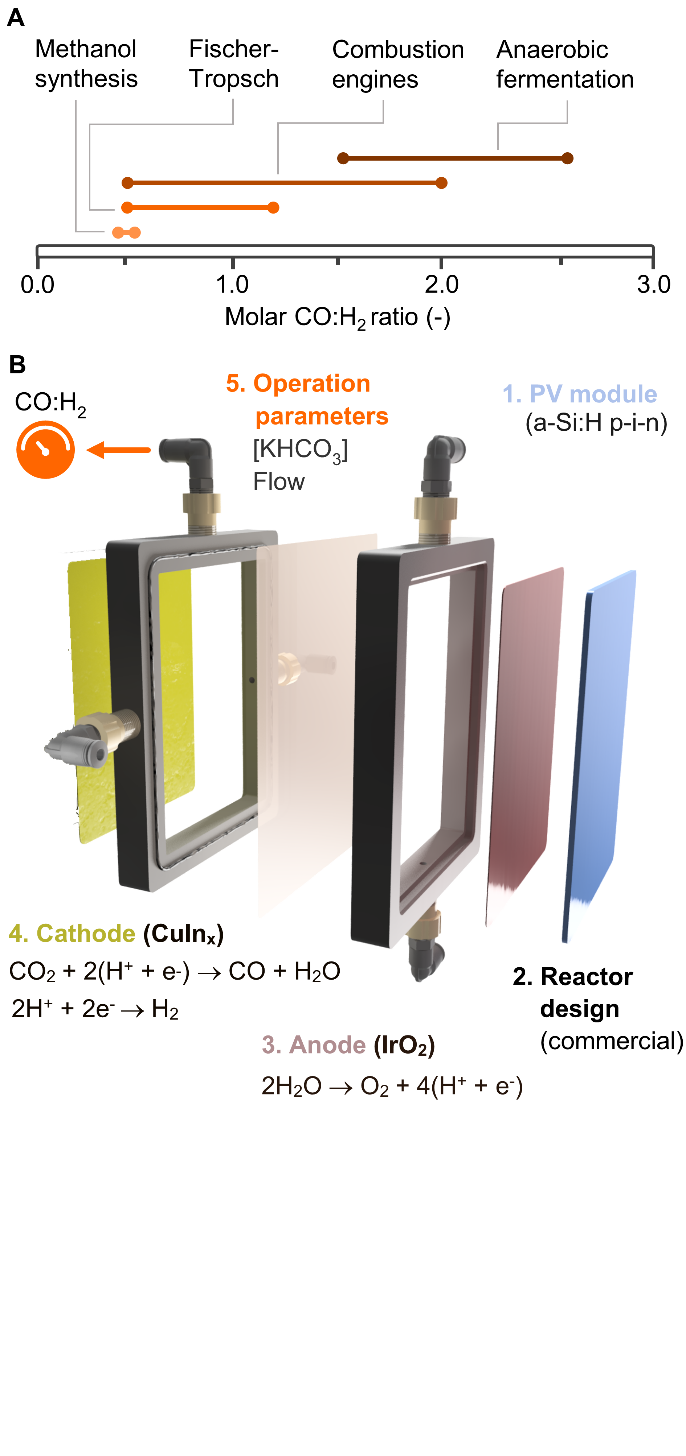 A
Methanol synthesis
Fischer-Tropsch
Combustion engines
Anaerobic fermentation
0.0 1.0 2.0 3.0
Molar CO:H₂ ratio (-)
B
CO:H₂
5. Operation
parameters
[KHCO₃]
Flow
1. PV module
(a-Si:H p-i-n)
4. Cathode (CuInₓ)
CO₂ + 2(H⁺ + e-) → CO + H₂O
2H⁺ + 2e⁻ → H₂
2. Reactor
design
(commercial)
3. Anode (IrO₂)
2H₂O → O₂ + 4(H⁺ + e⁻)